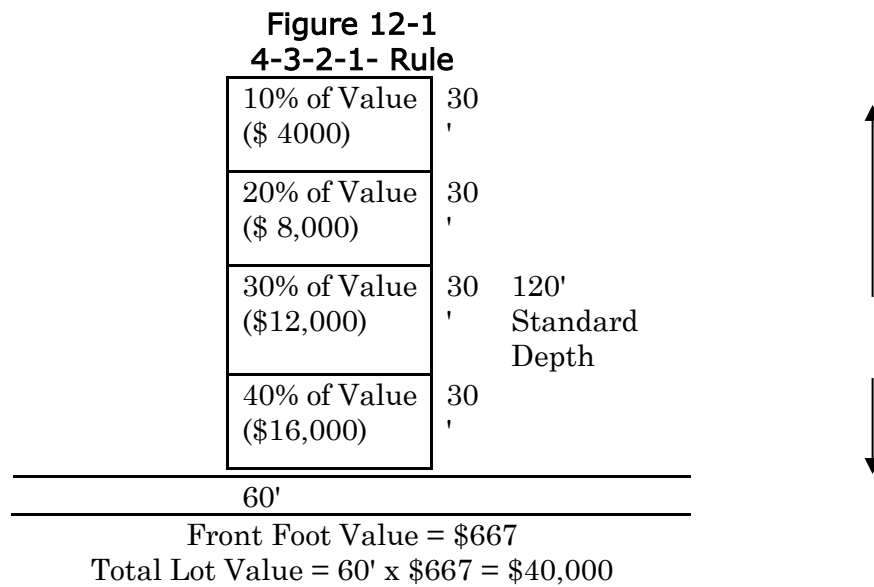 Figure 12-1
4-3-2-1- Rule
10% of Value
($ 4000)
30
'
20% of Value
($ 8,000)
30
'
30% of Value
($12,000)
30
'
120'
Standard
Depth
40% of Value
($16,000)
30
'
60'
Front Foot Value = $667
Total Lot Value = 60' x $667 = $40,000